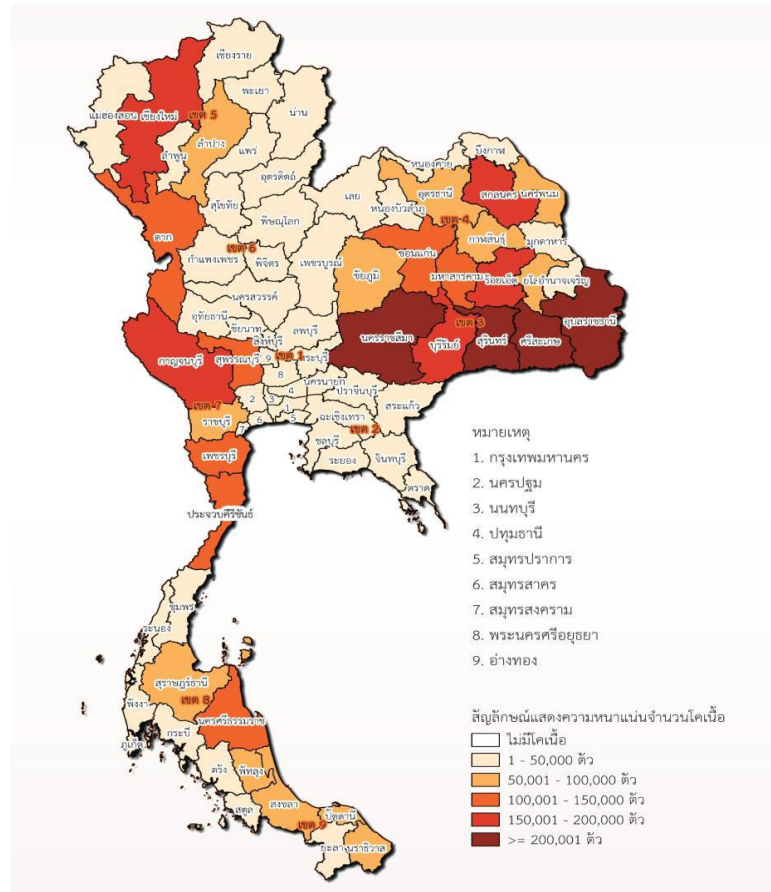 เชียงราย
พะเยา
น่าน
แม่ฮ่องสอน
เชียงใหม่
เขต 5
ลำปาง
แพร่
ลำพูน
อุตรดิตถ์
สุโขทัย
พิษณุโลก
ตาก
เขต 6
กำแพงเพชร
พิจิตร
เพชรบูรณ์
นครสวรรค์
อุทัยธานี
ชัยนาท
ลพบุรี
สิงห์บุรี
เขต 1
สระบุรี
บึงกาฬ
หนองคาย
เลย
อุดรธานี
สกลนคร
นครพนม
หนองบัวลำภู
เขต 4
กาฬสินธุ์
มุกดาหาร
ขอนแก่น
มหาสารคาม
ร้อยเอ็ด
ชัยภูมิ
อำนาจเจริญ
อุบลราชธานี
เขต 3
นครราชสีมา
บุรีรัมย์
สุรินทร์
ศรีสะเกษ
กาญจนบุรี
สุพรรณบุรี
9
8
นครนายก
4
ปราจีนบุรี
2
3
1
สระแก้ว
เขต 7
ราชบุรี
7
6
5
ฉะเชิงเทรา
ชลบุรี
เขต 2
ระยอง
จันทบุรี
ตราด
เพชรบุรี
ประจวบคีรีขันธ์
ชุมพร
ระนอง
สุราษฎร์ธานี
เขต 8
พังงา
นครศรีธรรมราช
กระบี่
ภูเก็ต
ตรัง
พัทลุง
สตูล
สงขลา
เขต 9
ปัตตานี
ยะลา
นราธิวาส
หมายเหตุ
1. กรุงเทพมหานคร
2. นครปฐม
3. นนทบุรี
4. ปทุมธานี
5. สมุทรปราการ
6. สมุทรสาคร
7. สมุทรสงคราม
8. พระนครศรีอยุธยา
9. อ่างทอง
สัญลักษณ์แสดงความหนาแน่นจำนวนโคเนื้อ
ไม่มีโคเนื้อ
1 - 50,000 ตัว
50,001 - 100,000 ตัว
100,001 - 150,000 ตัว
150,001 - 200,000 ตัว
>= 200,001 ตัว